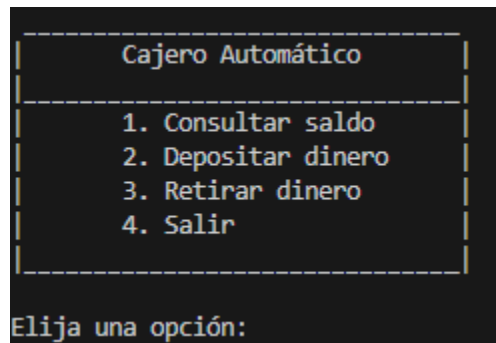 Cajero Automático
1. Consultar saldo
2. Depositar dinero
3. Retirar dinero
4. Salir
Elija una opción: